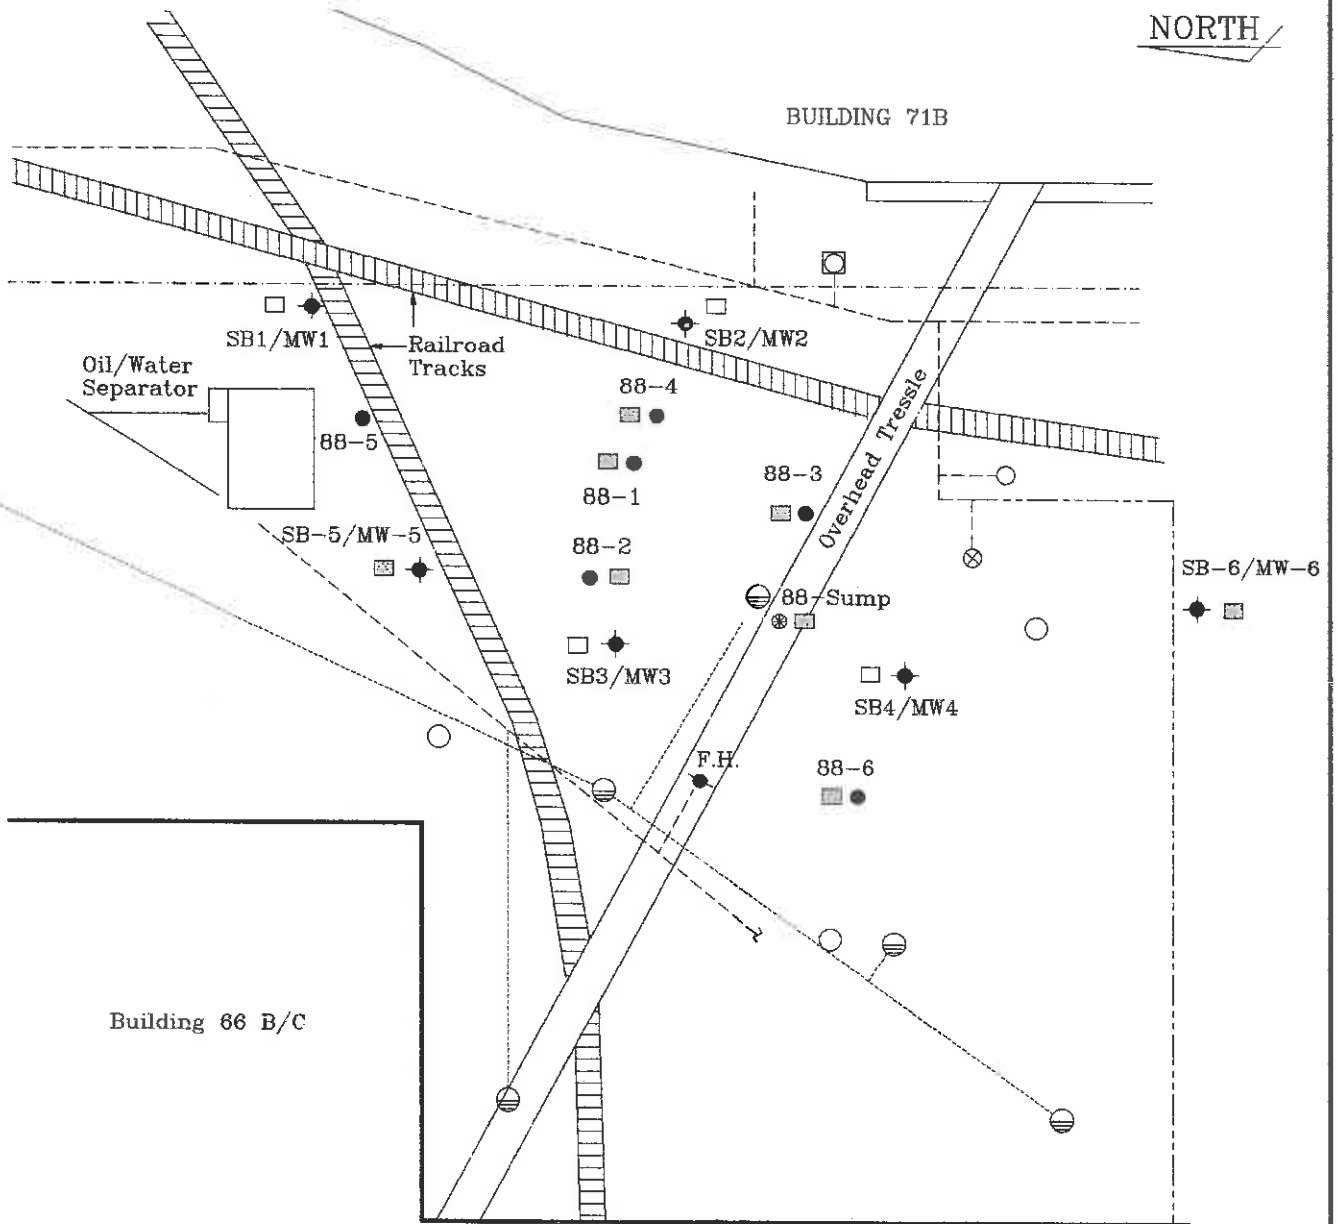 NORTH
BUILDING 71B
SB1/MW1
Railroad
Tracks
SB2/MW2
Oil/Water
Separator
88-4
88-5
88-1
88-3
Overhead Tressle
SB-5/MW-5
88-2
SB-6/MW-6
88-Sump
SB3/MW3
SB4/MW4
F.H.
88-6
Building 66 B/C